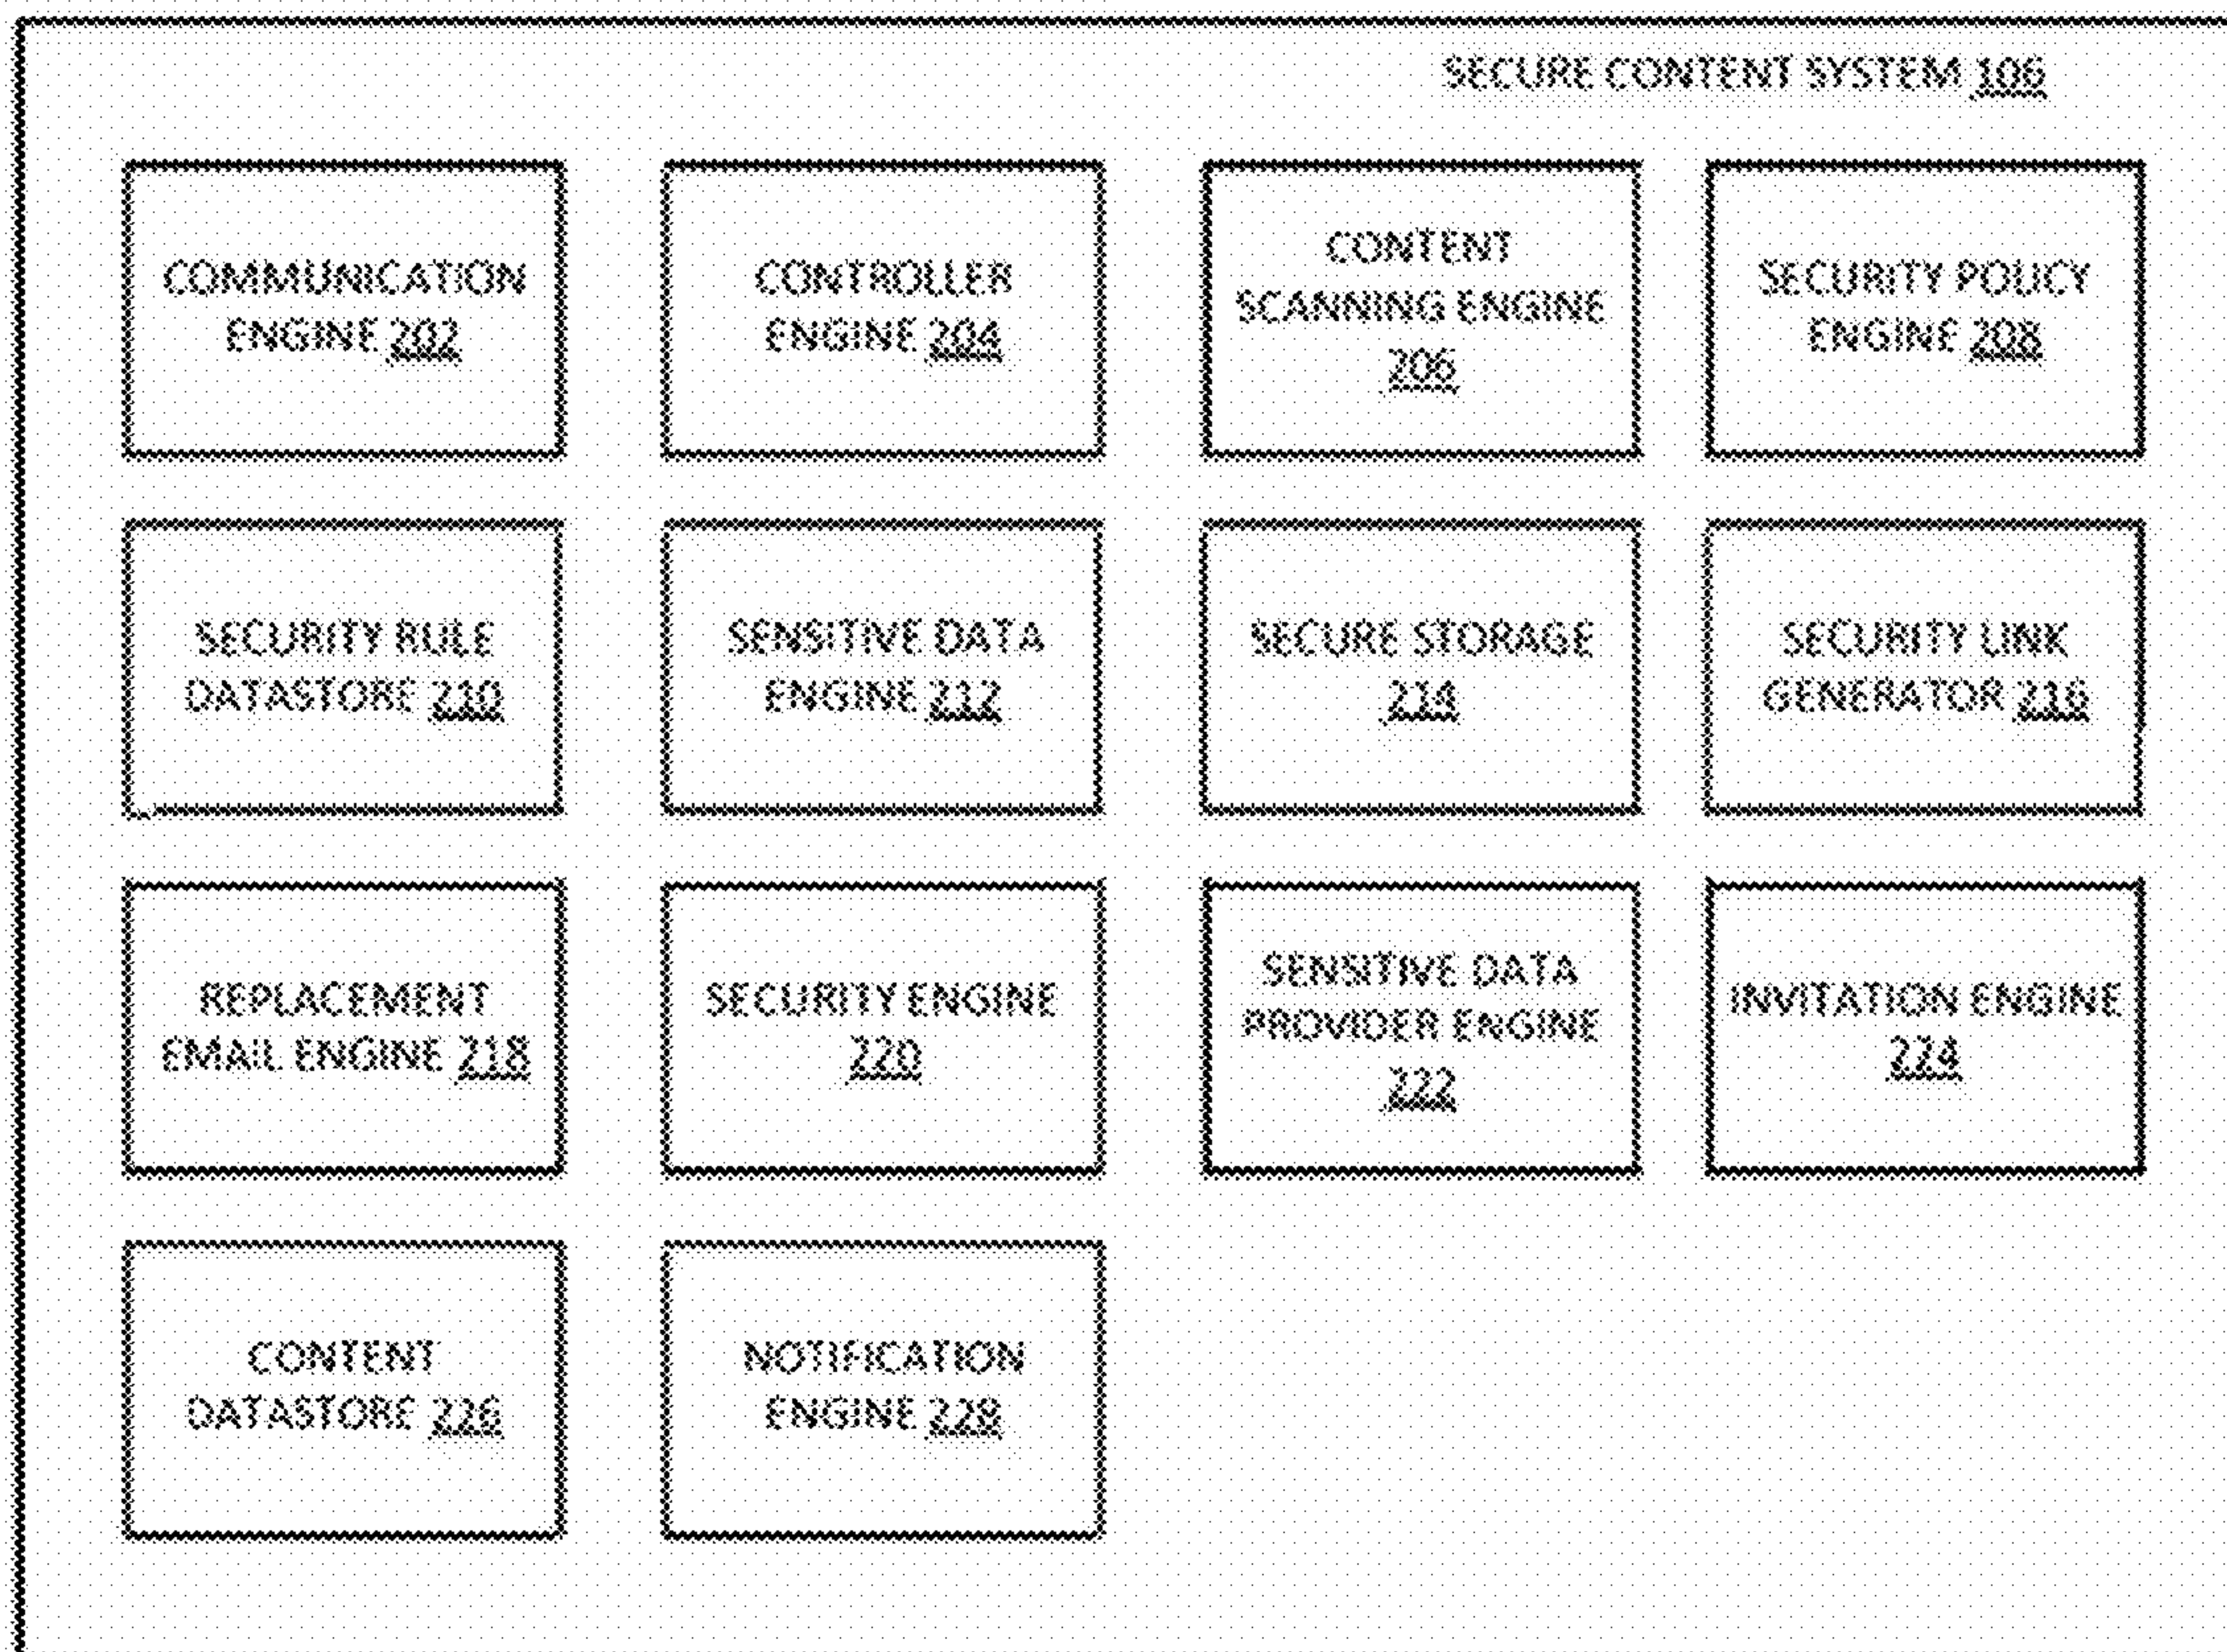 SECURE CONTENT SYSTEM 106
COMMUNICATION
ENGINE 202
CONTROLLER
ENGINE 204
CONTENT
SCANNING ENGINE
206
SECURITY POLICY
ENGINE 208
SECURITY RULE
DATASTORE 210
SENSITIVE DATA
ENGINE 212
SECURE STORAGE
214
SECURITY LINK
GENERATOR 216
REPLACEMENT
EMAIL ENGINE 218
SECURITY ENGINE
220
SENSITIVE DATA
PROVIDER ENGINE
222
INVITATION ENGINE
224
CONTENT
DATASTORE 226
NOTIFICATION
ENGINE 228